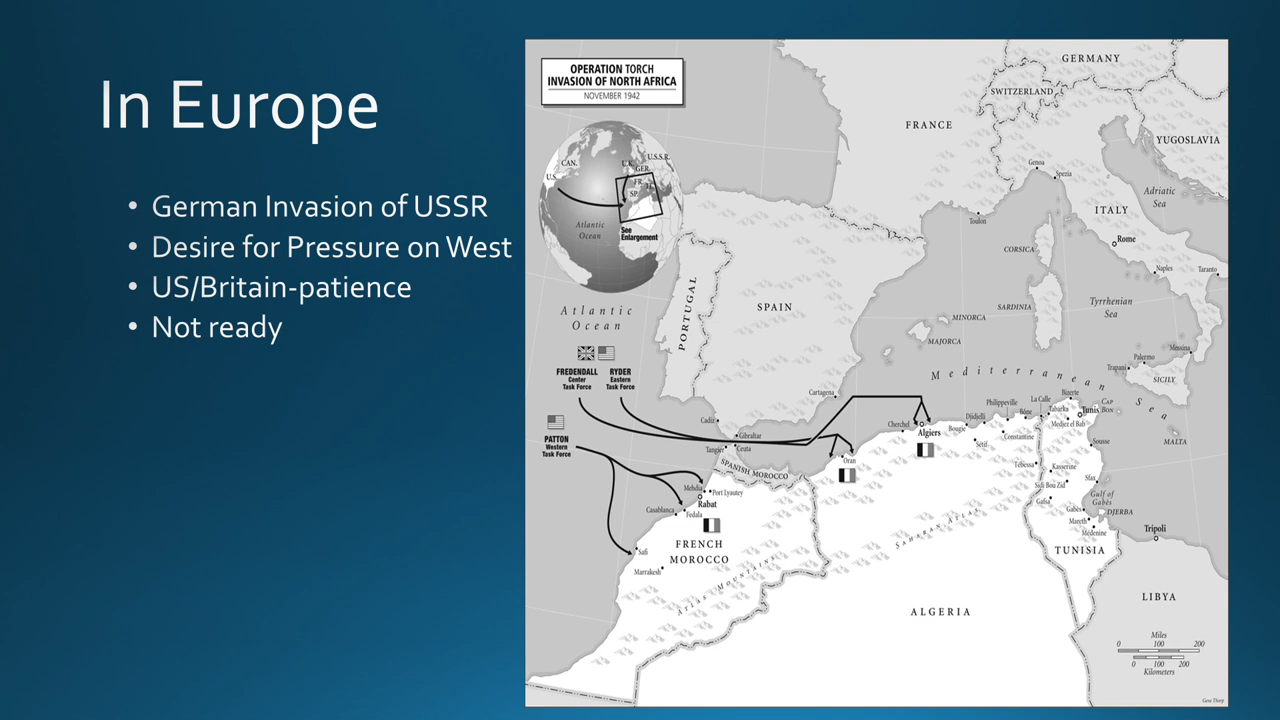 In Europe
• German Invasion of USSR
• Desire for Pressure on West
• US/Britain-patience
• Not ready
OPERATION TORCH
INVASION OF NORTH AFRICA
NOVEMBER 1942
CAN.
U.S.
U.K.
U.S.S.R.
GER.
FR.
SP.
IT.
Atlantic
Ocean
See
Enlargement
GERMANY
SWITZERLAND
FRANCE
YUGOSLAVIA
Genoa
Spezia
Adriatic
Sea
ITALY
Toulon
CORSICA
Rome
Naples
Taranto
PORTUGAL
SPAIN
SARDINIA
MINORCA
MAJORCA
Tyrrhenian
Sea
Atlantic
Ocean
Messina
Palermo
Trapani
SICILY
Mediterranean Sea
FREDENDALL
Center
Task Force
RYDER
Eastern
Task Force
PATTON
Western
Task Force
Cartagena
Cadiz
Gibraltar
Tangier
Ceuta
SPANISH MOROCCO
Oran
Cherchel
Algiers
Bougie
Djidjelli
Philippeville
Bône
La Calle
Tabarka
Bizerte
Tunis
CAP
BON
Medjez el Bab
Sétif
Constantine
Sousse
MALTA
Tebessa
Kasserine
Sidi Bou Zid
Sfax
Gafsa
Gulf of
Gabès
Gabès
DJERBA
Mareth
Médenine
Tripoli
Mehdia
Port Lyautey
Rabat
Casablanca
Fedala
Safi
Marrakesh
FRENCH
MOROCCO
ATLAS MOUNTAINS
SAHARAN ATLAS
TUNISIA
ALGERIA
LIBYA
Miles
0 100 200
0 100 200
Kilometers
Gene Thorp